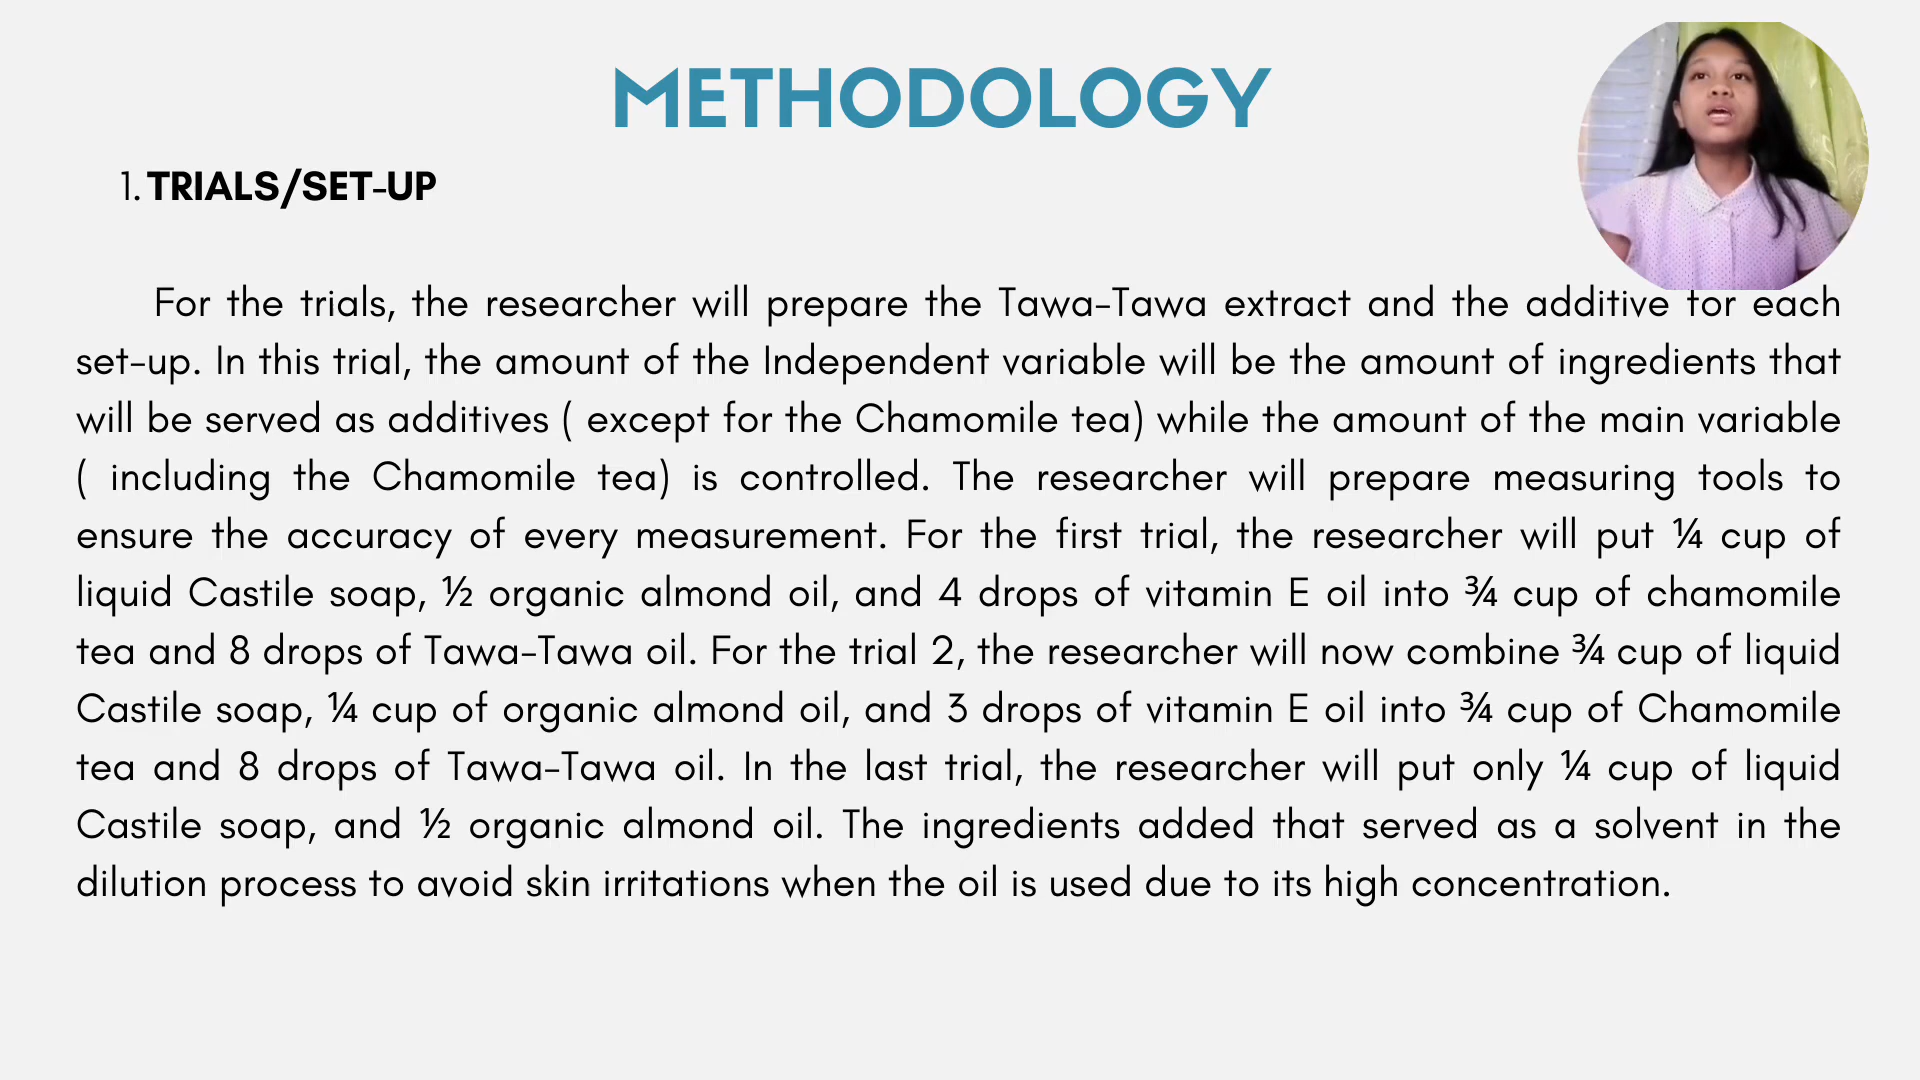 METHODOLOGY
1. TRIALS/SET-UP
For the trials, the researcher will prepare the Tawa-Tawa extract and the additive for each
set-up. In this trial, the amount of the Independent variable will be the amount of ingredients that
will be served as additives ( except for the Chamomile tea) while the amount of the main variable
( including the Chamomile tea) is controlled. The researcher will prepare measuring tools to
ensure the accuracy of every measurement. For the first trial, the researcher will put ¼ cup of
liquid Castile soap, ½ organic almond oil, and 4 drops of vitamin E oil into ¾ cup of chamomile
tea and 8 drops of Tawa-Tawa oil. For the trial 2, the researcher will now combine ¾ cup of liquid
Castile soap, ¼ cup of organic almond oil, and 3 drops of vitamin E oil into ¾ cup of Chamomile
tea and 8 drops of Tawa-Tawa oil. In the last trial, the researcher will put only ¼ cup of liquid
Castile soap, and ½ organic almond oil. The ingredients added that served as a solvent in the
dilution process to avoid skin irritations when the oil is used due to its high concentration.